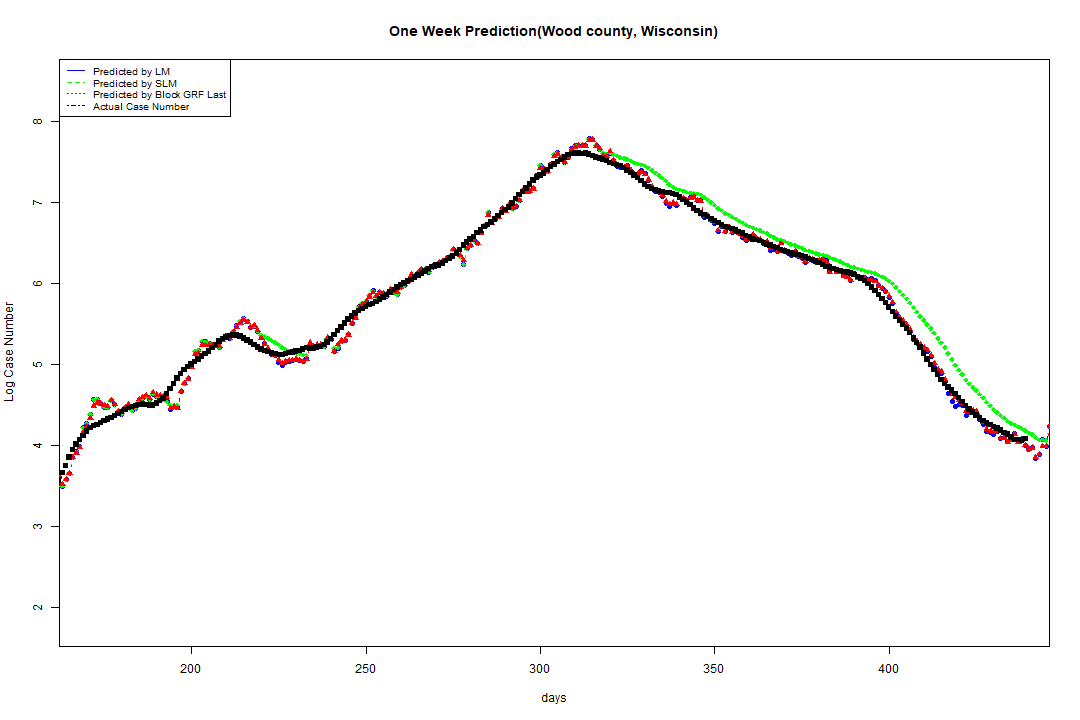 One Week Prediction(Wood county, Wisconsin)
Predicted by LM
Predicted by SLM
Predicted by Block GRF Last
Actual Case Number
8
7
6
5
4
3
2
Log Case Number
200 250 300 350 400
days